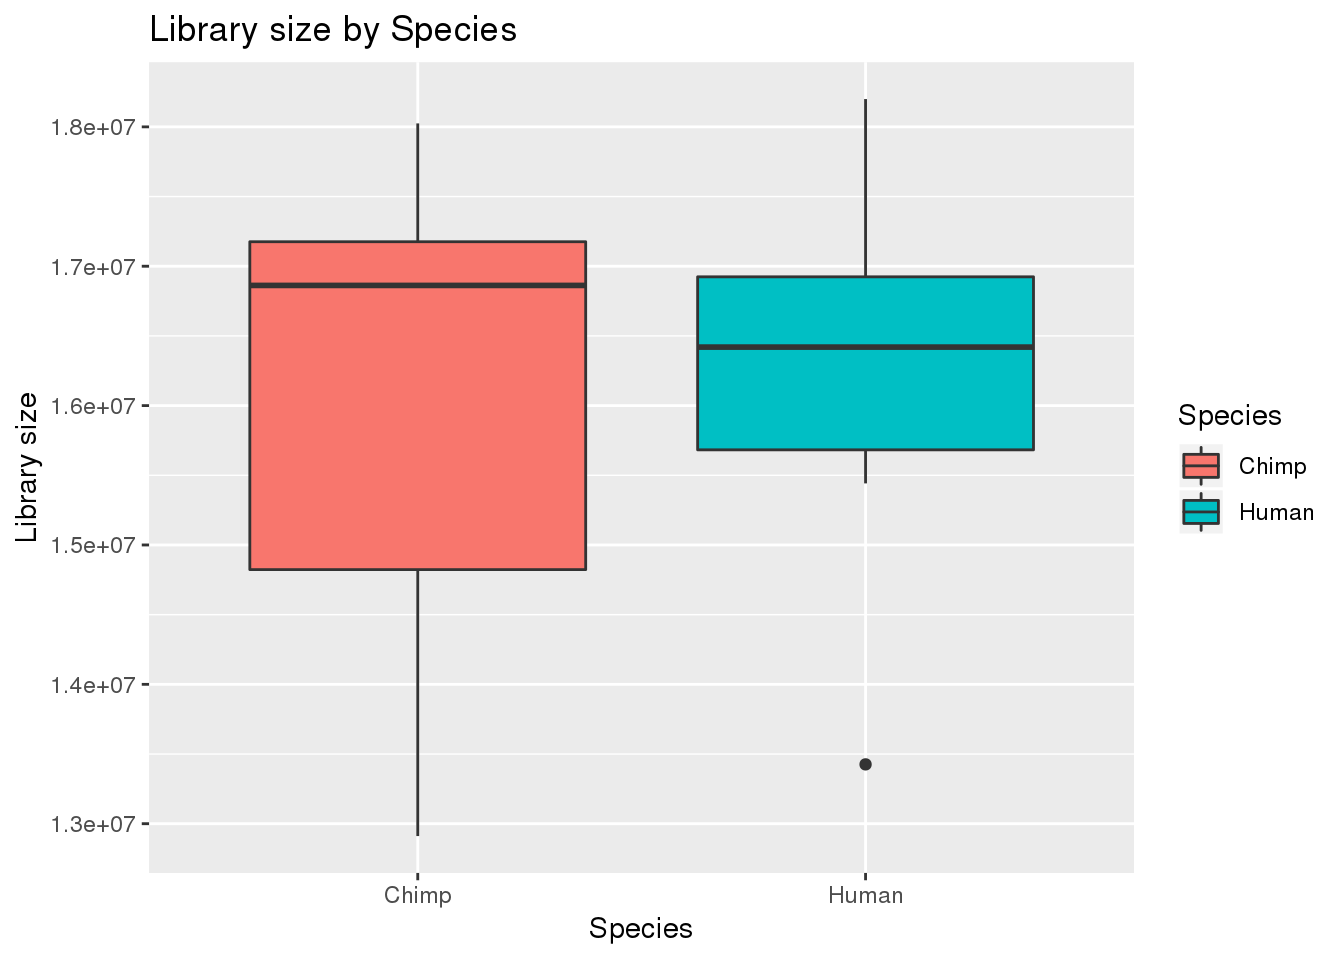 Library size by Species
Library size
1.8e+07
1.7e+07
1.6e+07
1.5e+07
1.4e+07
1.3e+07
Chimp
Human
Species
Species
Chimp
Human